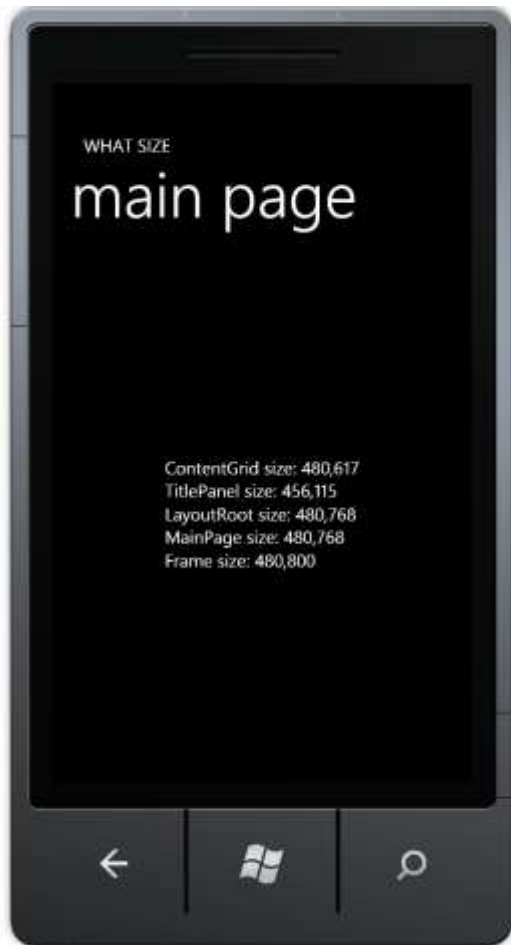 WHAT SIZE
main page
ContentGrid size: 480,617
TitlePanel size: 456,115
LayoutRoot size: 480,768
MainPage size: 480,768
Frame size: 480,800